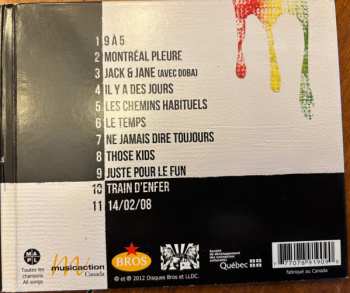 1 9 À 5
2 MONTRÉAL PLEURE
3 JACK & JANE (AVEC DOBA)
4 IL Y A DES JOURS
5 LES CHEMINS HABITUELS
6 LE TEMPS
7 NE JAMAIS DIRE TOUJOURS
8 THOSE KIDS
9 JUSTE POUR LE FUN
10 TRAIN D'ENFER
11 14/02/08
Toutes les
chansons
All songs
musicaction
Canada
BROS
© et ℗ 2012 Disques Bros et LLDC.
Québec
Fabriqué au Canada